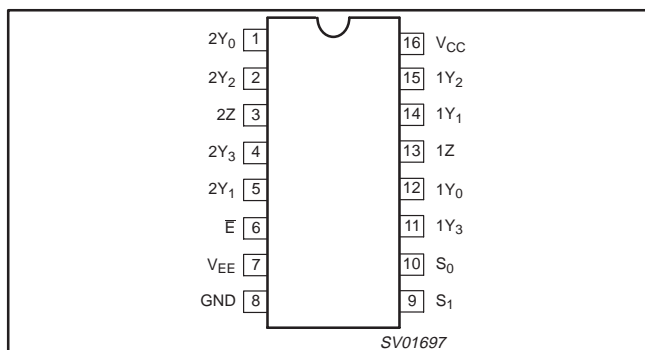 2Y0 1 16 VCC
2Y2 2 15 1Y2
2Z 3 14 1Y1
2Y3 4 13 1Z
2Y1 5 12 1Y0
E̅ 6 11 1Y3
VEE 7 10 S0
GND 8 9 S1
SV01697